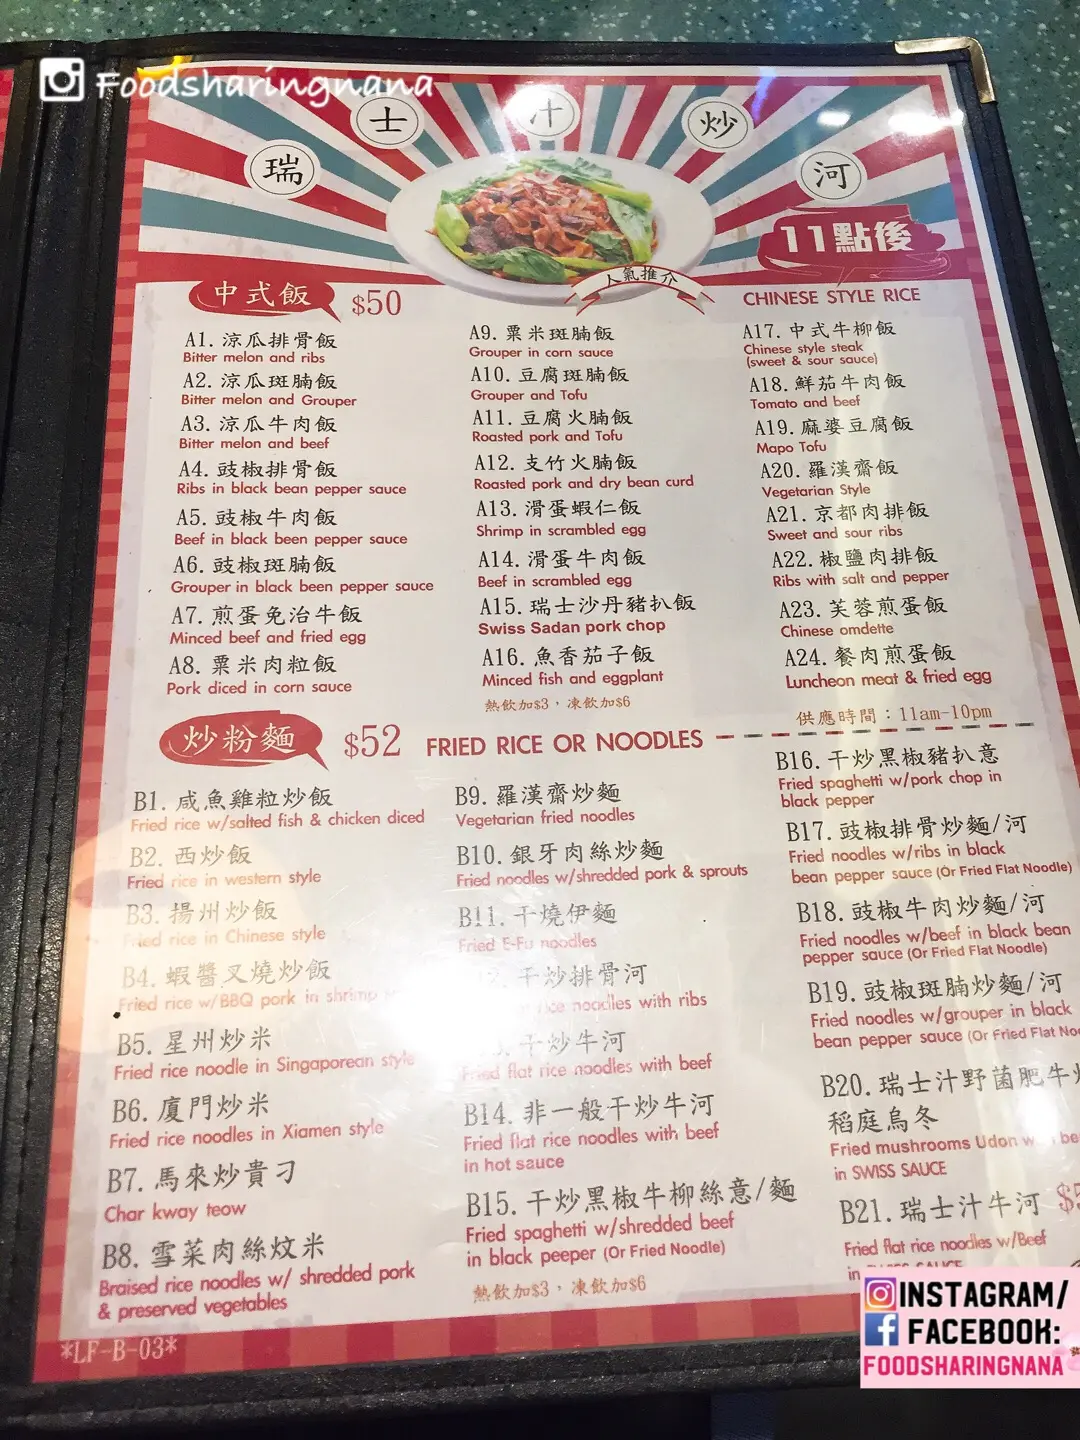 Foodsharingnana
瑞士汁炒河
11點後
人氣推介
中式飯 $50
CHINESE STYLE RICE
A1. 涼瓜排骨飯
Bitter melon and ribs
A2. 涼瓜斑腩飯
Bitter melon and Grouper
A3. 涼瓜牛肉飯
Bitter melon and beef
A4. 豉椒排骨飯
Ribs in black bean pepper sauce
A5. 豉椒牛肉飯
Beef in black bean pepper sauce
A6. 豉椒斑腩飯
Grouper in black been pepper sauce
A7. 煎蛋免治牛飯
Minced beef and fried egg
A8. 粟米肉粒飯
Pork diced in corn sauce
A9. 粟米斑腩飯
Grouper in corn sauce
A10. 豆腐斑腩飯
Grouper and Tofu
A11. 豆腐火腩飯
Roasted pork and Tofu
A12. 支竹火腩飯
Roasted pork and dry bean curd
A13. 滑蛋蝦仁飯
Shrimp in scrambled egg
A14. 滑蛋牛肉飯
Beef in scrambled egg
A15. 瑞士沙丹豬扒飯
Swiss Sadan pork chop
A16. 魚香茄子飯
Minced fish and eggplant
熱飲加$3，凍飲加$6
A17. 中式牛柳飯
Chinese style steak
(sweet & sour sauce)
A18. 鮮茄牛肉飯
Tomato and beef
A19. 麻婆豆腐飯
Mapo Tofu
A20. 羅漢齋飯
Vegetarian Style
A21. 京都肉排飯
Sweet and sour ribs
A22. 椒鹽肉排飯
Ribs with salt and pepper
A23. 芙蓉煎蛋飯
Chinese omdette
A24. 餐肉煎蛋飯
Luncheon meat & fried egg
供應時間：11am-10pm
炒粉麵 $52 FRIED RICE OR NOODLES
B1. 咸魚雞粒炒飯
Fried rice w/salted fish & chicken diced
B2. 西炒飯
Fried rice in western style
B3. 揚州炒飯
Fried rice in Chinese style
B4. 蝦醬叉燒炒飯
Fried rice w/BBQ pork in shrimp
B5. 星州炒米
Fried rice noodle in Singaporean style
B6. 廈門炒米
Fried rice noodles in Xiamen style
B7. 馬來炒貴刁
Char kway teow
B8. 雪菜肉絲炆米
Braised rice noodles w/ shredded pork
& preserved vegetables
B9. 羅漢齋炒麵
Vegetarian fried noodles
B10. 銀牙肉絲炒麵
Fried noodles w/shredded pork & sprouts
B11. 干燒伊麵
Fried E-Fu noodles
干炒排骨河
rice noodles with ribs
干炒牛河
Fried flat rice noodles with beef
B14. 非一般干炒牛河
Fried flat rice noodles with beef
in hot sauce
B15. 干炒黑椒牛柳絲意/麵
Fried spaghetti w/shredded beef
in black peeper (Or Fried Noodle)
熱飲加$3，凍飲加$6
B16. 干炒黑椒豬扒意
Fried spaghetti w/pork chop in
black pepper
B17. 豉椒排骨炒麵/河
Fried noodles w/ribs in black
bean pepper sauce (Or Fried Flat Noodle)
B18. 豉椒牛肉炒麵/河
Fried noodles w/beef in black bean
pepper sauce (Or Fried Flat Noodle)
B19. 豉椒斑腩炒麵/河
Fried noodles w/grouper in black
bean pepper sauce (Or Fried Flat
B20. 瑞士汁野菌肥牛
稻庭烏冬
Fried mushrooms Udon
in SWISS SAUCE
B21. 瑞士汁牛河
Fried flat rice noodles w/Beef
in SWISS SAUCE
*LF-B-03*
INSTAGRAM/
FACEBOOK:
FOODSHARINGNANA